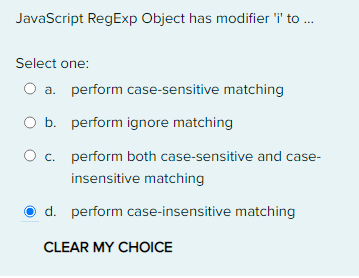 JavaScript RegExp Object has modifier 'i' to ...
Select one:
a. perform case-sensitive matching
b. perform ignore matching
c. perform both case-sensitive and case-
insensitive matching
d. perform case-insensitive matching
CLEAR MY CHOICE